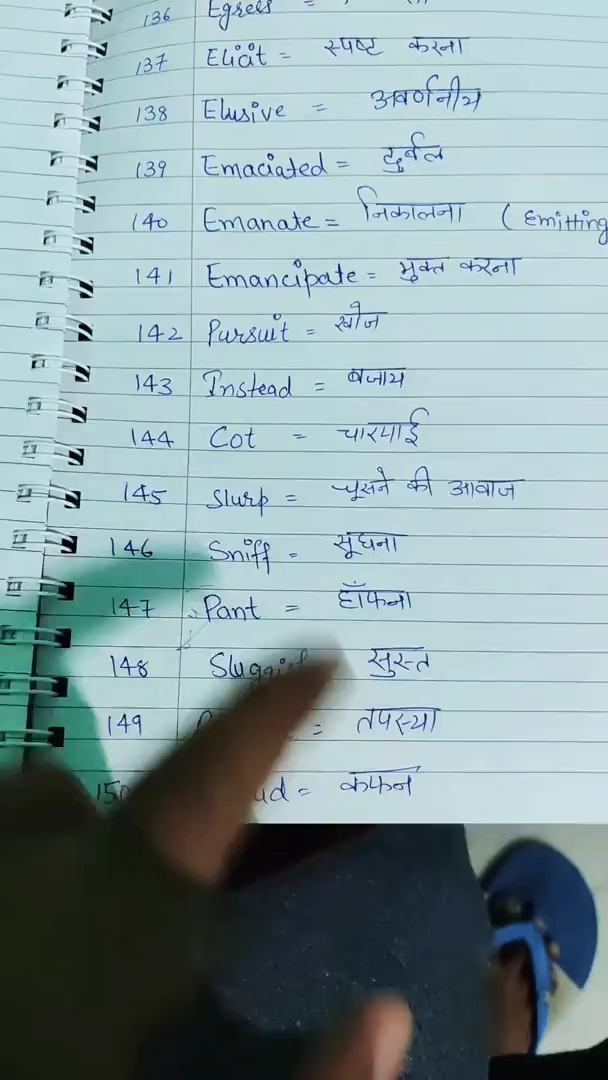 136 Egress =
137 Elicit = स्पष्ट करना
138 Elusive = अवर्णनीय
139 Emaciated = दुर्बल
140 Emanate = निकालना (Emitting
141 Emancipate = मुक्त करना
142 Pursuit = खोज
143 Instead = बजाय
144 Cot = चारपाई
145 Slurp = चूसने की आवाज
146 Sniff = सूंघना
147 Pant = हाँफना
148 सुस्त
149 = तपस्या
= कफन